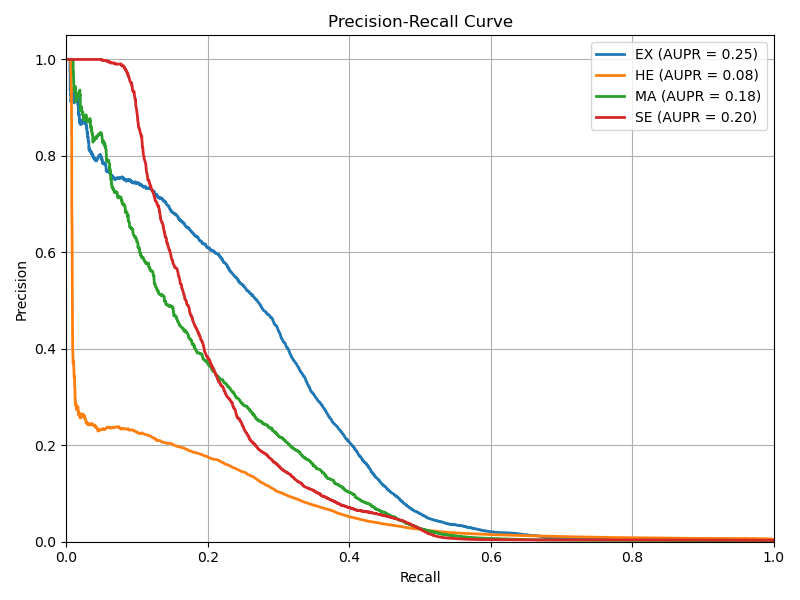 Precision-Recall Curve
EX (AUPR = 0.25)
HE (AUPR = 0.08)
MA (AUPR = 0.18)
SE (AUPR = 0.20)
Precision
1.0
0.8
0.6
0.4
0.2
0.0
0.0 0.2 0.4 0.6 0.8 1.0
Recall